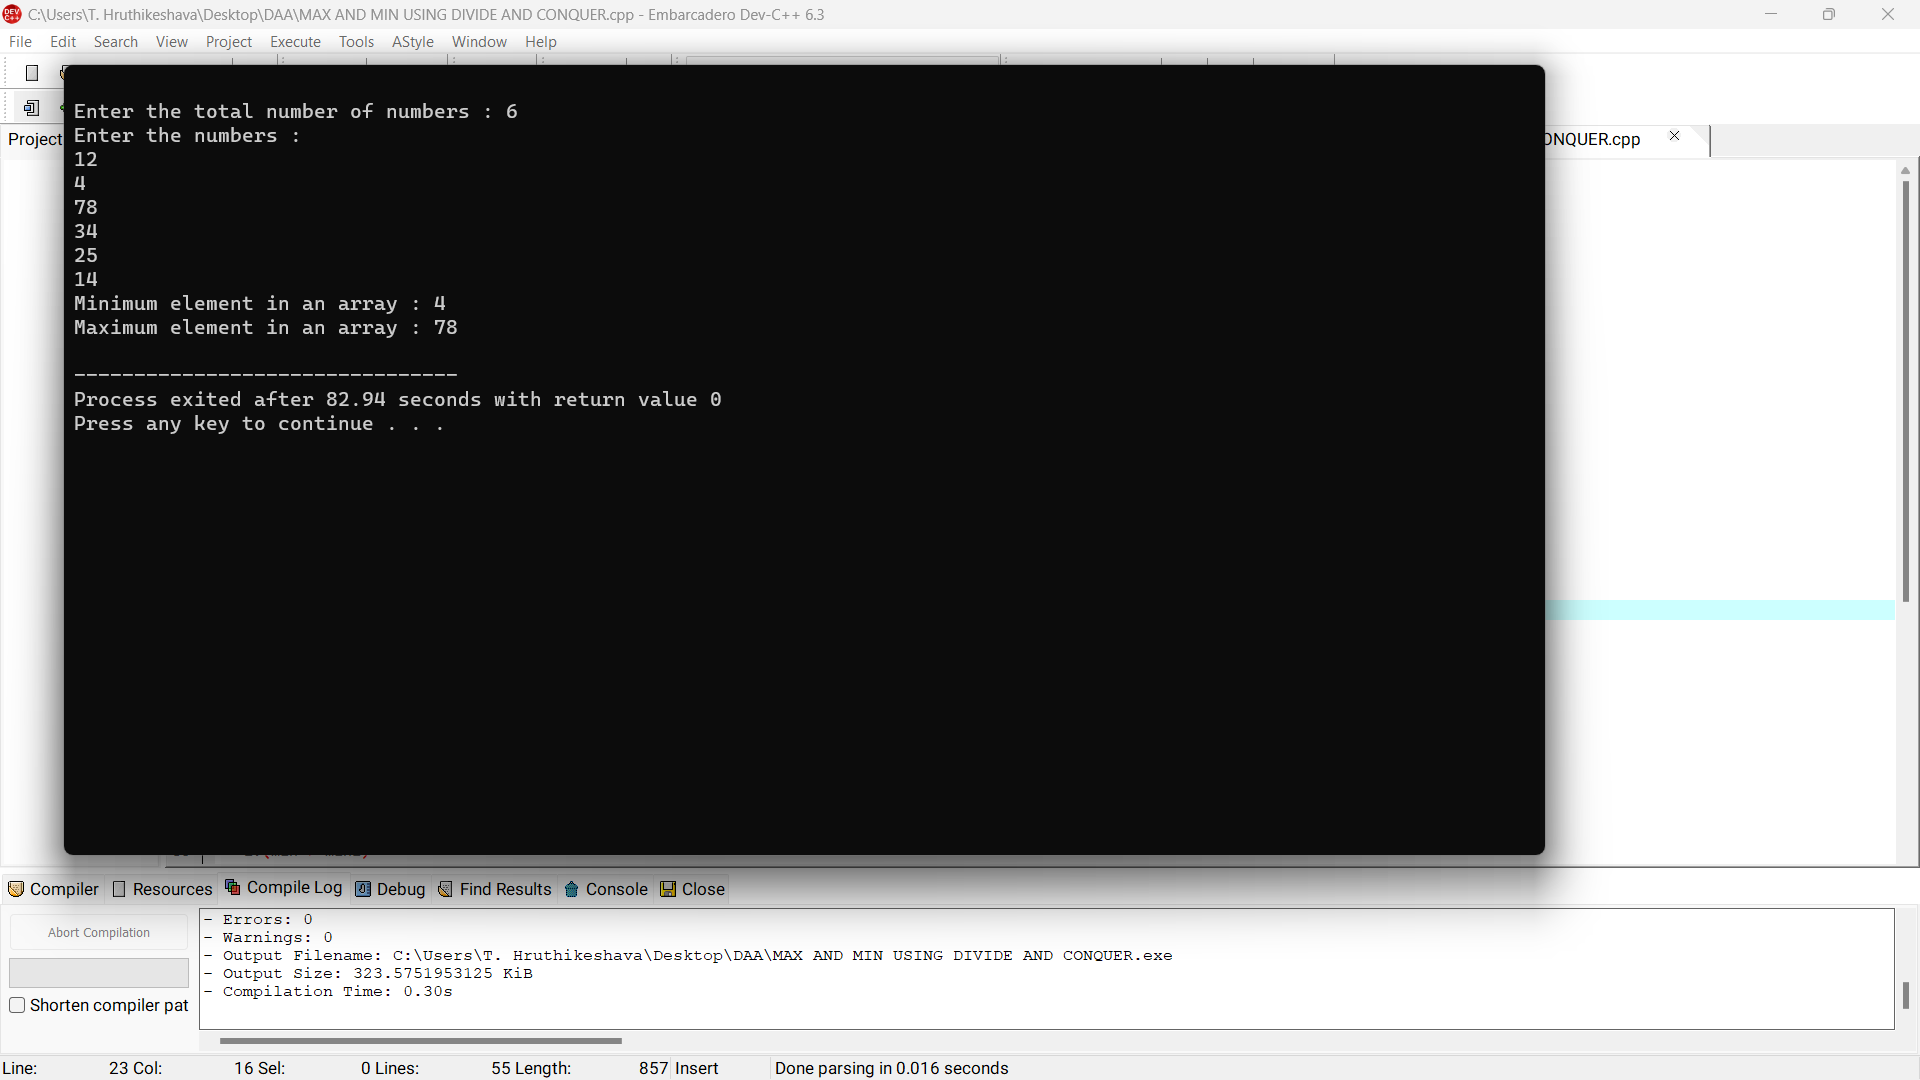 C:\Users\T. Hruthikeshava\Desktop\DAA\MAX AND MIN USING DIVIDE AND CONQUER.cpp - Embarcadero Dev-C++ 6.3
File Edit Search View Project Execute Tools AStyle Window Help
Project
ONQUER.cpp
Enter the total number of numbers : 6
Enter the numbers :
12
4
78
34
25
14
Minimum element in an array : 4
Maximum element in an array : 78
--------------------------------
Process exited after 82.94 seconds with return value 0
Press any key to continue . . .
Compiler Resources Compile Log Debug Find Results Console Close
Abort Compilation
Shorten compiler pat
- Errors: 0
- Warnings: 0
- Output Filename: C:\Users\T. Hruthikeshava\Desktop\DAA\MAX AND MIN USING DIVIDE AND CONQUER.exe
- Output Size: 323.5751953125 KiB
- Compilation Time: 0.30s
Line: 23 Col: 16 Sel: 0 Lines: 55 Length: 857 Insert Done parsing in 0.016 seconds